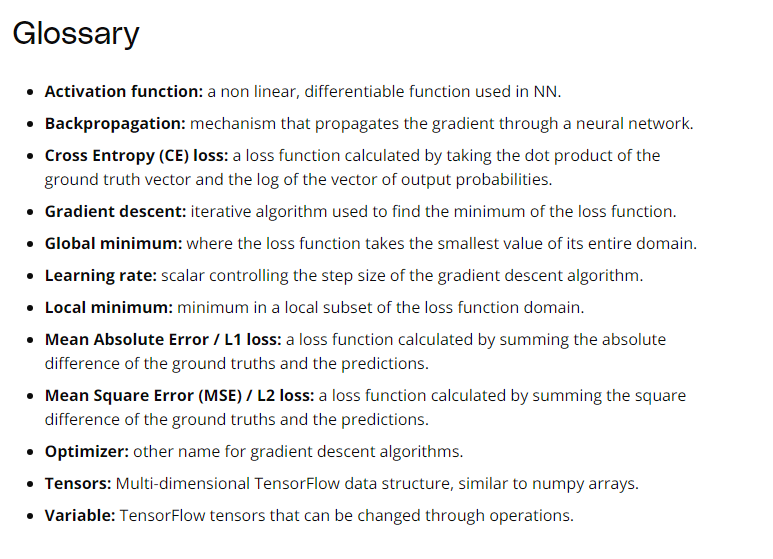 Glossary
• Activation function: a non linear, differentiable function used in NN.
• Backpropagation: mechanism that propagates the gradient through a neural network.
• Cross Entropy (CE) loss: a loss function calculated by taking the dot product of the
ground truth vector and the log of the vector of output probabilities.
• Gradient descent: iterative algorithm used to find the minimum of the loss function.
• Global minimum: where the loss function takes the smallest value of its entire domain.
• Learning rate: scalar controlling the step size of the gradient descent algorithm.
• Local minimum: minimum in a local subset of the loss function domain.
• Mean Absolute Error / L1 loss: a loss function calculated by summing the absolute
difference of the ground truths and the predictions.
• Mean Square Error (MSE) / L2 loss: a loss function calculated by summing the square
difference of the ground truths and the predictions.
• Optimizer: other name for gradient descent algorithms.
• Tensors: Multi-dimensional TensorFlow data structure, similar to numpy arrays.
• Variable: TensorFlow tensors that can be changed through operations.